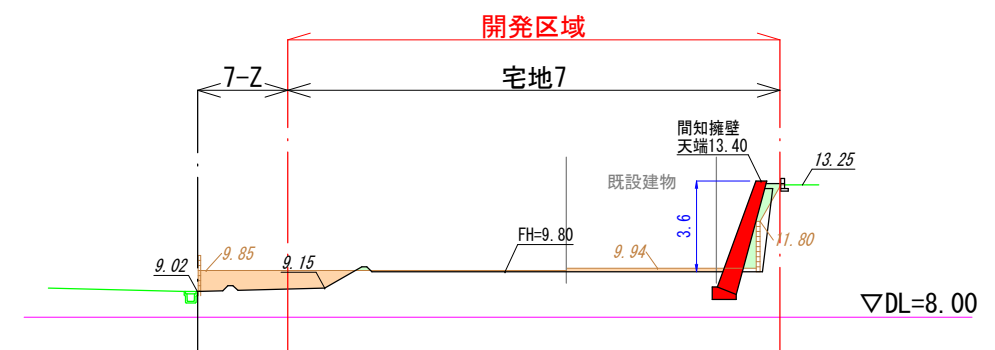 開発区域
7-Z
宅地7
間知擁壁
天端13.40
13.25
既設建物
3.6
FH=9.80
11.80
9.85
9.94
9.02
9.15
▽DL=8.00